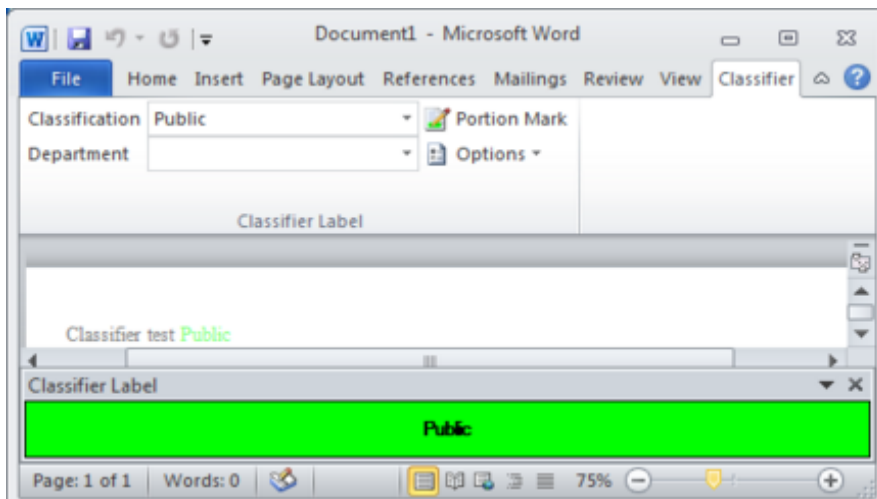 Document1 - Microsoft Word
File Home Insert Page Layout References Mailings Review View Classifier
Classification Public Portion Mark
Department Options
Classifier Label
Classifier test Public
Classifier Label
Public
Page: 1 of 1 Words: 0 75%